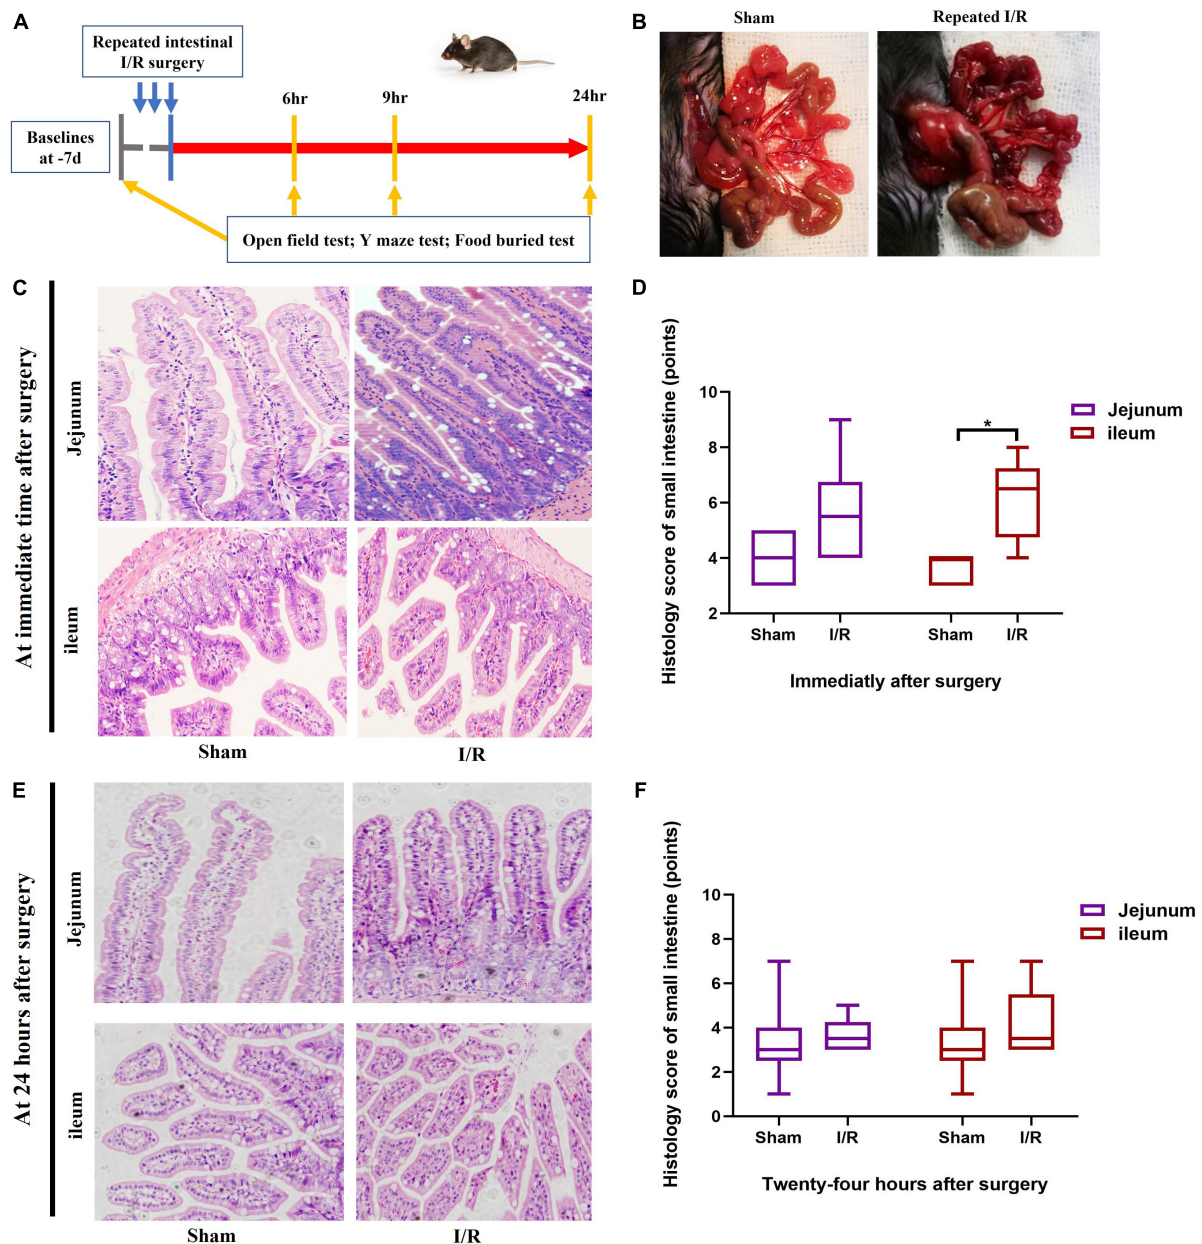 A
Repeated intestinal
I/R surgery
6hr
9hr
24hr
Baselines
at -7d
Open field test; Y maze test; Food buried test
B
Sham
Repeated I/R
C
At immediate time after surgery
Jejunum
ileum
Sham
I/R
D
Histology score of small intestine (points)
10
8
6
4
2
*
Sham
I/R
Sham
I/R
Immediatly after surgery
Jejunum
ileum
E
At 24 hours after surgery
Jejunum
ileum
Sham
I/R
F
Histology score of small intestine (points)
10
8
6
4
2
0
Sham
I/R
Sham
I/R
Twenty-four hours after surgery
Jejunum
ileum